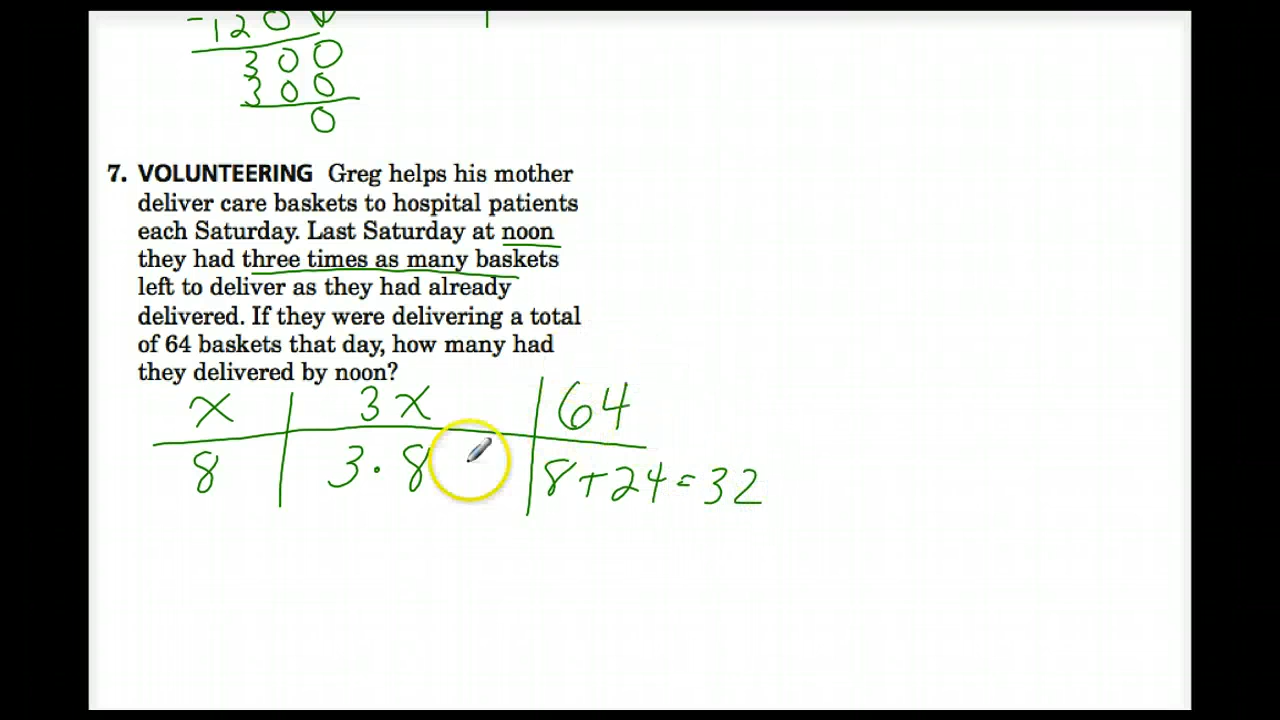 -120
300
300
0
7. VOLUNTEERING Greg helps his mother
deliver care baskets to hospital patients
each Saturday. Last Saturday at noon
they had three times as many baskets
left to deliver as they had already
delivered. If they were delivering a total
of 64 baskets that day, how many had
they delivered by noon?
x 3x 64
8 3·8 8+24=32